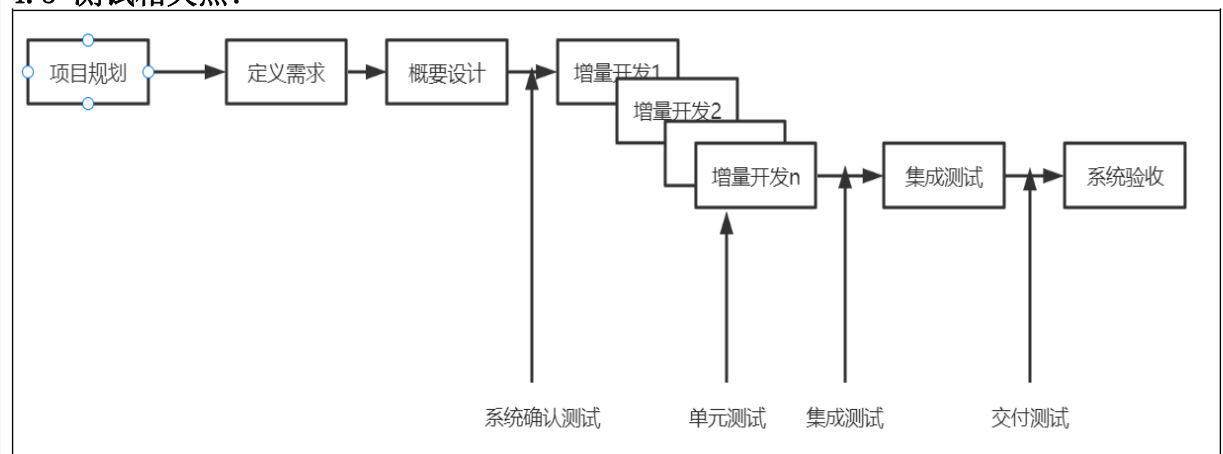 项目规划
定义需求
概要设计
增量开发1
增量开发2
增量开发n
集成测试
系统验收
系统确认测试
单元测试
集成测试
交付测试